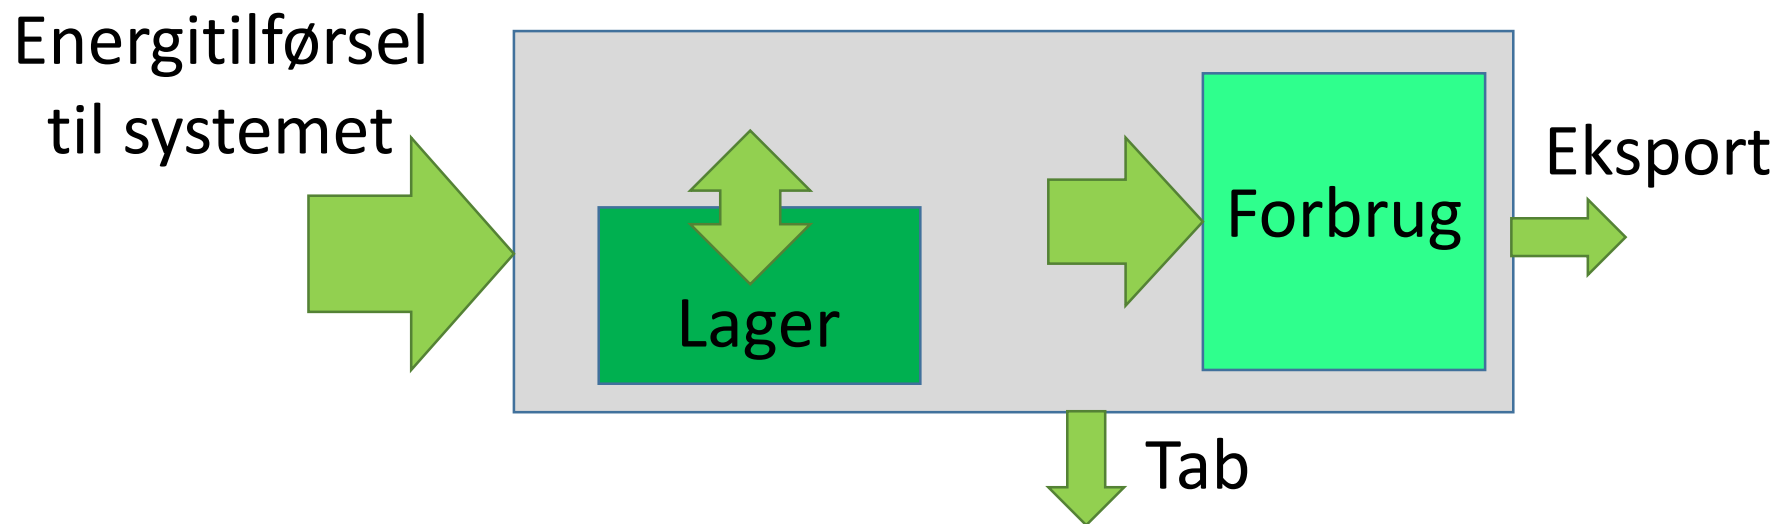 Energitilførsel
til systemet
Eksport
Forbrug
Lager
Tab